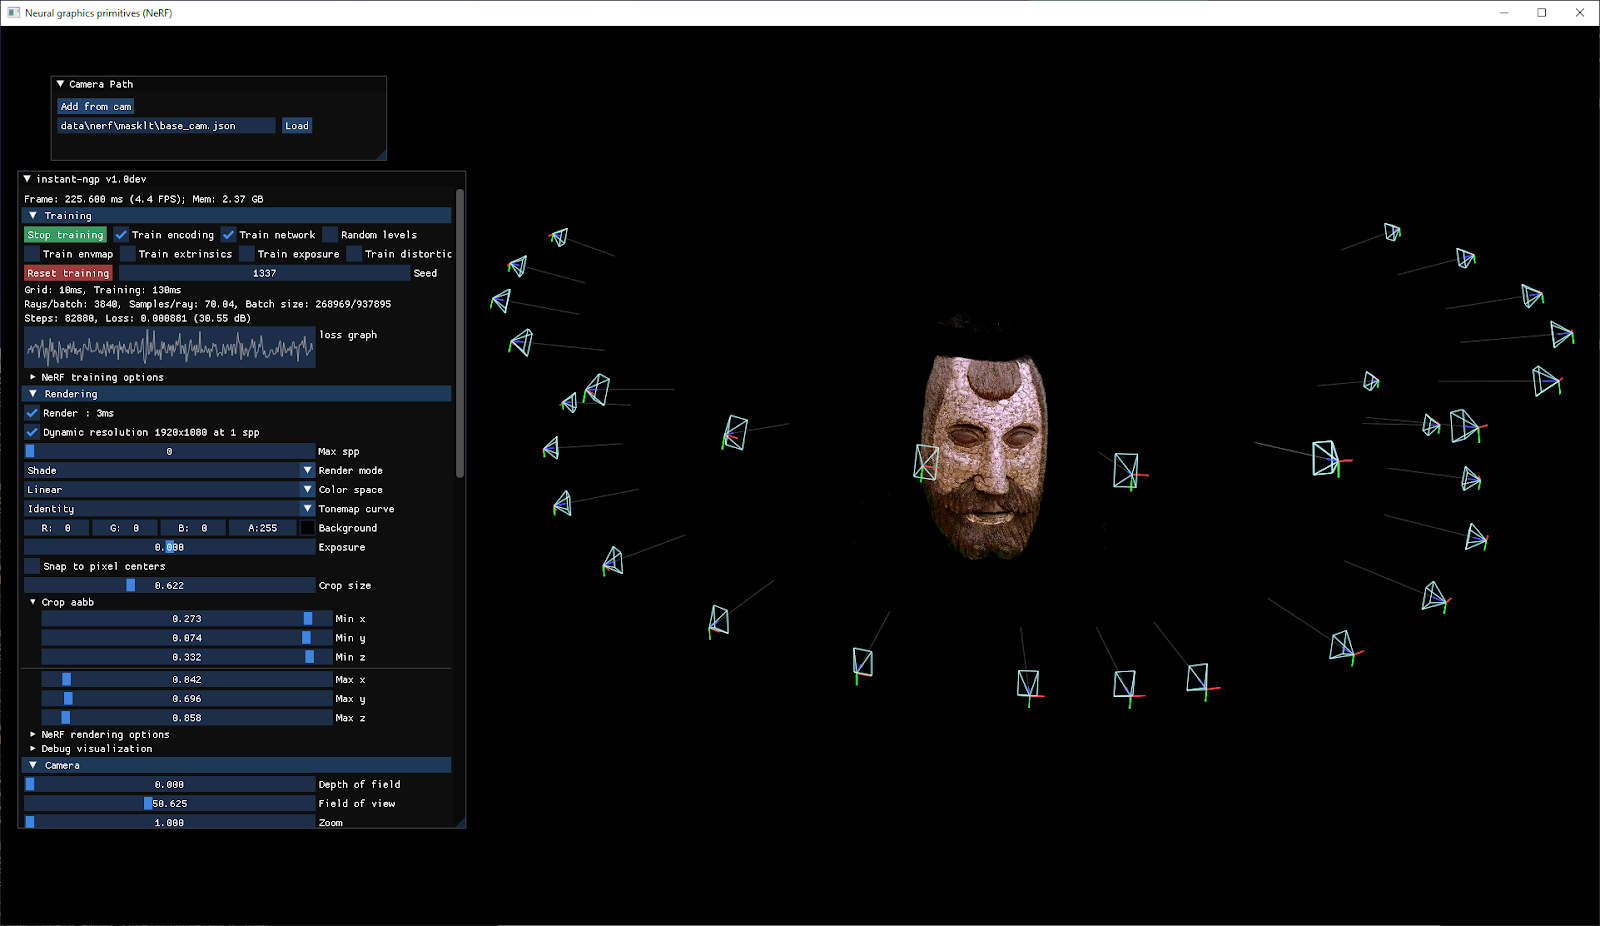 Neural graphics primitives (NeRF)
Camera Path
Add from cam
data\nerf\masklt\base_cam.json Load
instant-ngp v1.0dev
Frame: 225.600 ms (4.4 FPS); Mem: 2.37 GB
Training
Stop training Train encoding Train network Random levels
Train envmap Train extrinsics Train exposure Train distortic
Reset training 1337 Seed
Grid: 10ms, Training: 130ms
Rays/batch: 3840, Samples/ray: 70.04, Batch size: 268969/937895
Steps: 82880, Loss: 0.000881 (30.55 dB)
loss graph
NeRF training options
Rendering
Render : 3ms
Dynamic resolution 1920x1080 at 1 spp
0 Max spp
Shade Render mode
Linear Color space
Identity Tonemap curve
R: 0 G: 0 B: 0 A:255 Background
0.000 Exposure
Snap to pixel centers
0.622 Crop size
Crop aabb
0.273 Min x
0.074 Min y
0.332 Min z
0.842 Max x
0.696 Max y
0.858 Max z
NeRF rendering options
Debug visualization
Camera
0.000 Depth of field
50.625 Field of view
1.000 Zoom